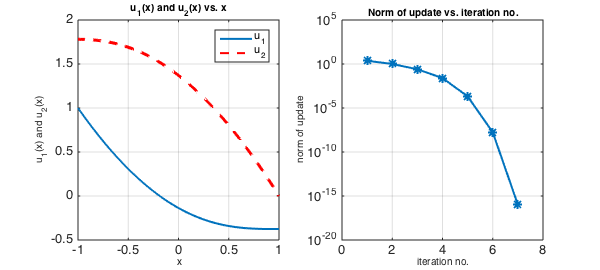 u1(x) and u2(x) vs. x
2
1.5
1
0.5
0
-0.5
-1
-0.5
0
0.5
1
x
u1(x) and u2(x)
u1
u2
Norm of update vs. iteration no.
10^5
10^0
10^-5
10^-10
10^-15
10^-20
0
2
4
6
8
iteration no.
norm of update